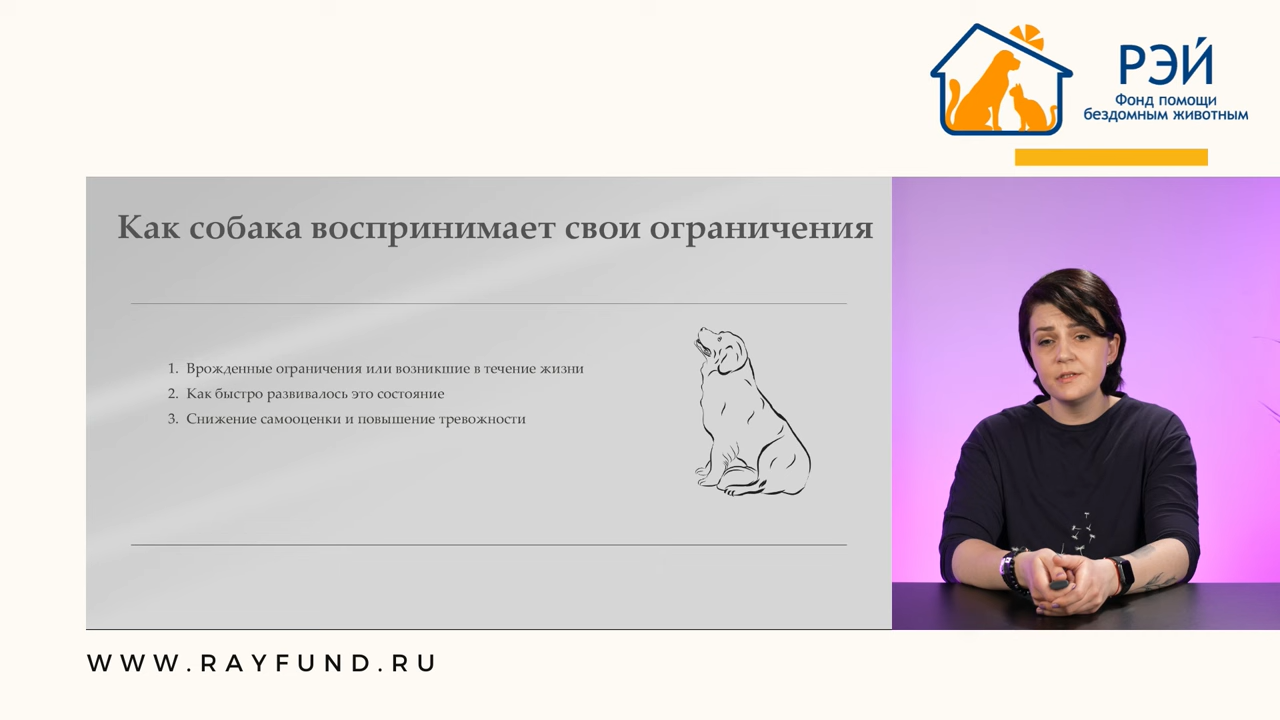 РЭЙ
Фонд помощи
бездомным животным
Как собака воспринимает свои ограничения
1. Врожденные ограничения или возникшие в течение жизни
2. Как быстро развивалось это состояние
3. Снижение самооценки и повышение тревожности
WWW.RAYFUND.RU